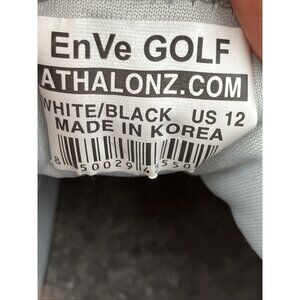 EnVe GOLF
ATHALONZ.COM
WHITE/BLACK US 12
MADE IN KOREA